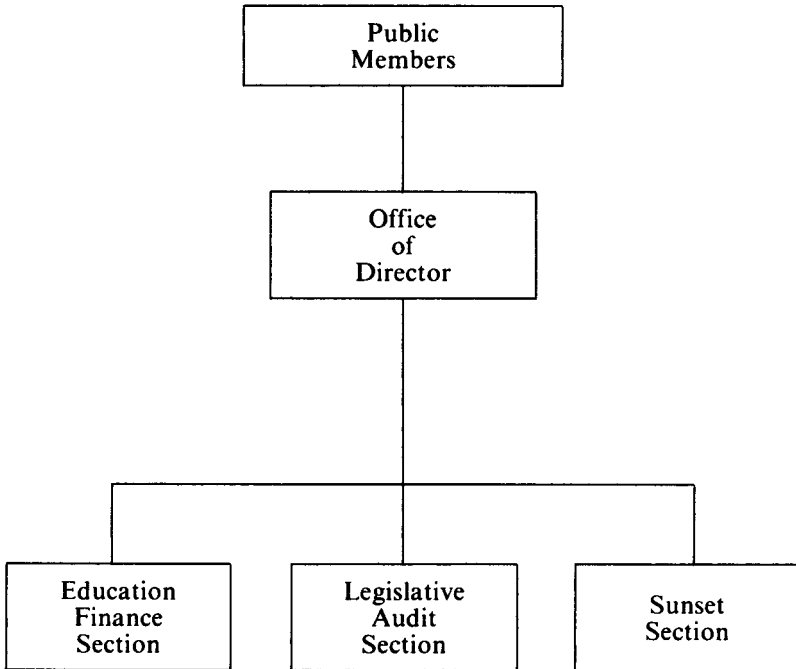 Public
Members
Office
of
Director
Education
Finance
Section
Legislative
Audit
Section
Sunset
Section